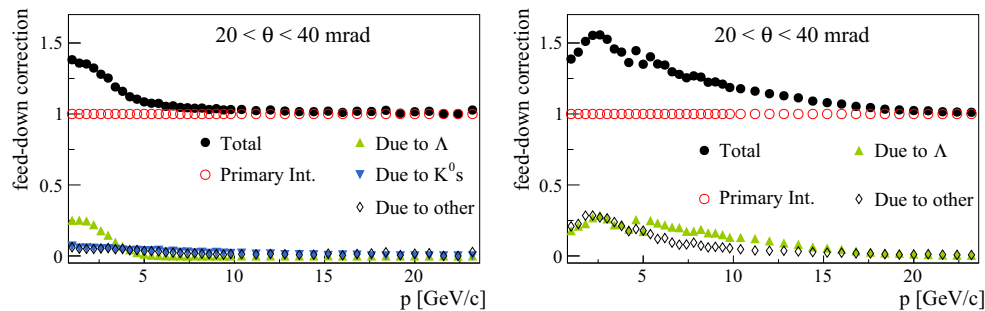 feed-down correction
20 < θ < 40 mrad
1.5
1
0.5
0
Total
Due to Λ
Primary Int.
Due to K⁰s
Due to other
5
10
15
20
p [GeV/c]
feed-down correction
20 < θ < 40 mrad
1.5
1
0.5
0
Total
Due to Λ
Primary Int.
Due to other
5
10
15
20
p [GeV/c]